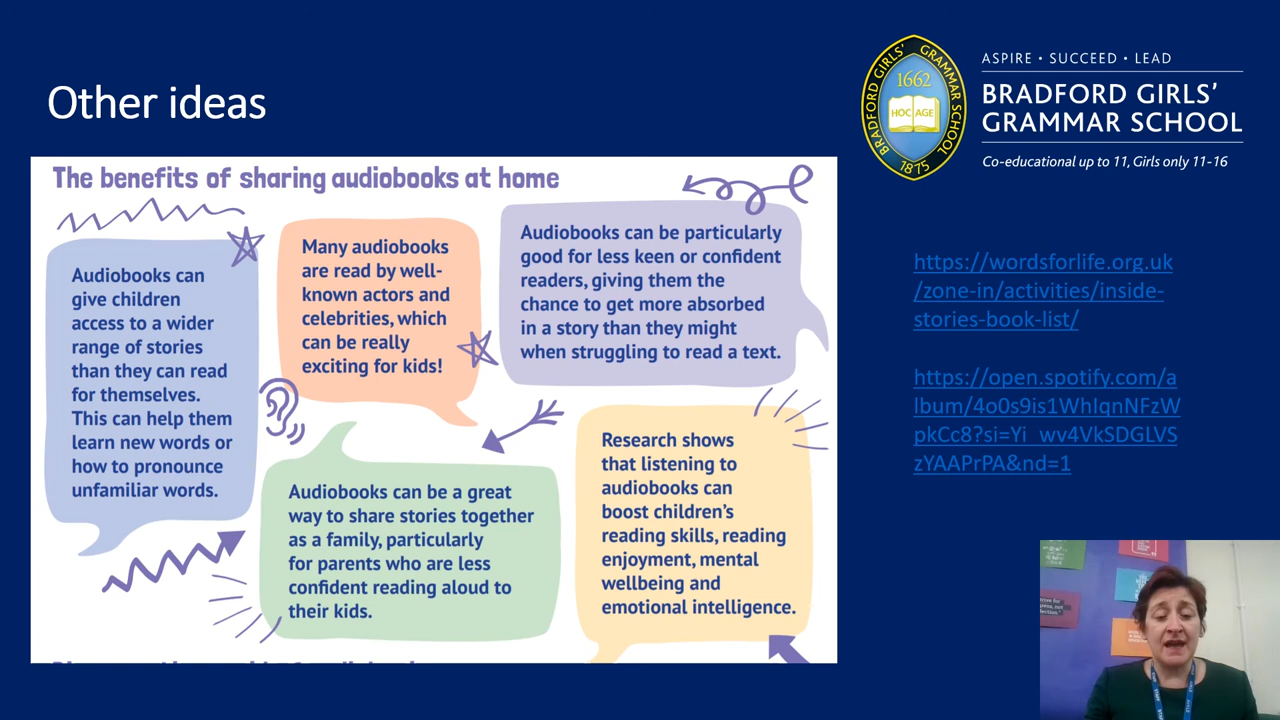 Other ideas
BRADFORD GIRLS' GRAMMAR SCHOOL
1662
HOC AGE
1875
ASPIRE • SUCCEED • LEAD
BRADFORD GIRLS'
GRAMMAR SCHOOL
Co-educational up to 11, Girls only 11-16
The benefits of sharing audiobooks at home
Audiobooks can
give children
access to a wider
range of stories
than they can read
for themselves.
This can help them
learn new words or
how to pronounce
unfamiliar words.
Many audiobooks
are read by well-
known actors and
celebrities, which
can be really
exciting for kids!
Audiobooks can be particularly
good for less keen or confident
readers, giving them the
chance to get more absorbed
in a story than they might
when struggling to read a text.
Audiobooks can be a great
way to share stories together
as a family, particularly
for parents who are less
confident reading aloud to
their kids.
Research shows
that listening to
audiobooks can
boost children's
reading skills, reading
enjoyment, mental
wellbeing and
emotional intelligence.
https://wordsforlife.org.uk
/zone-in/activities/inside-
stories-book-list/
https://open.spotify.com/a
lbum/4o0s9is1WhIqnNFzW
pkCc8?si=Yi_wv4VkSDGLVS
zYAAPrPA&nd=1